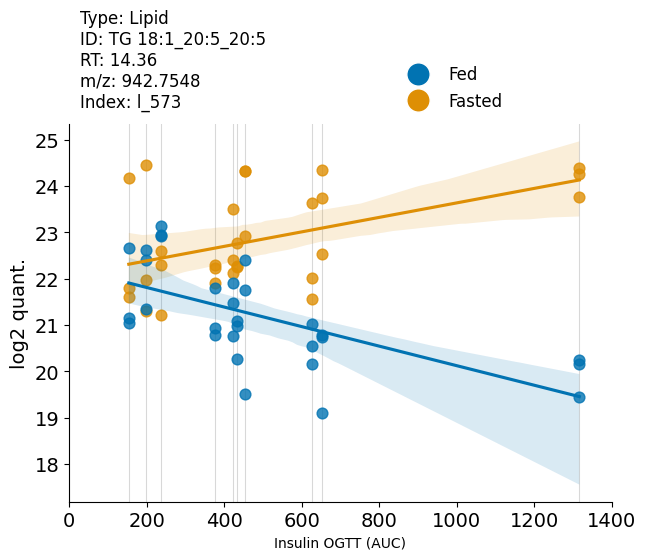 Type: Lipid
ID: TG 18:1_20:5_20:5
RT: 14.36
m/z: 942.7548
Index: l_573
Fed
Fasted
25
24
23
22
21
20
19
18
log2 quant.
0
200
400
600
800
1000
1200
1400
Insulin OGTT (AUC)